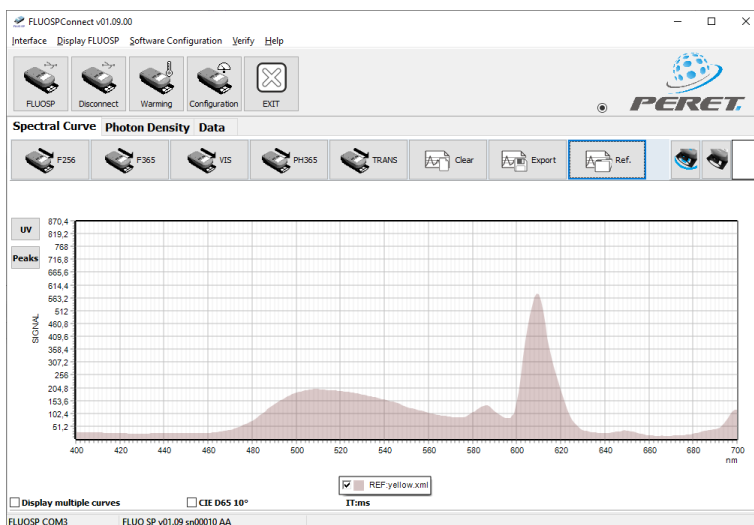 FLUOSPConnect v01.09.00
Interface Display FLUOSP Software Configuration Verify Help
FLUOSP Disconnect Warming Configuration EXIT
PERET
Spectral Curve Photon Density Data
F256 F365 VIS PH365 TRANS Clear Export Ref.
UV
Peaks
SIGNAL
870,4
819,2
768
716,8
665,6
614,4
563,2
512
460,8
409,6
358,4
307,2
256
204,8
153,6
102,4
51,2
400 420 440 460 480 500 520 540 560 580 600 620 640 660 680 700
nm
REF:yellow.xml
Display multiple curves CIE D65 10° IT:ms
FLUOSP COM3 FLUO SP v01.09 sn00010 AA